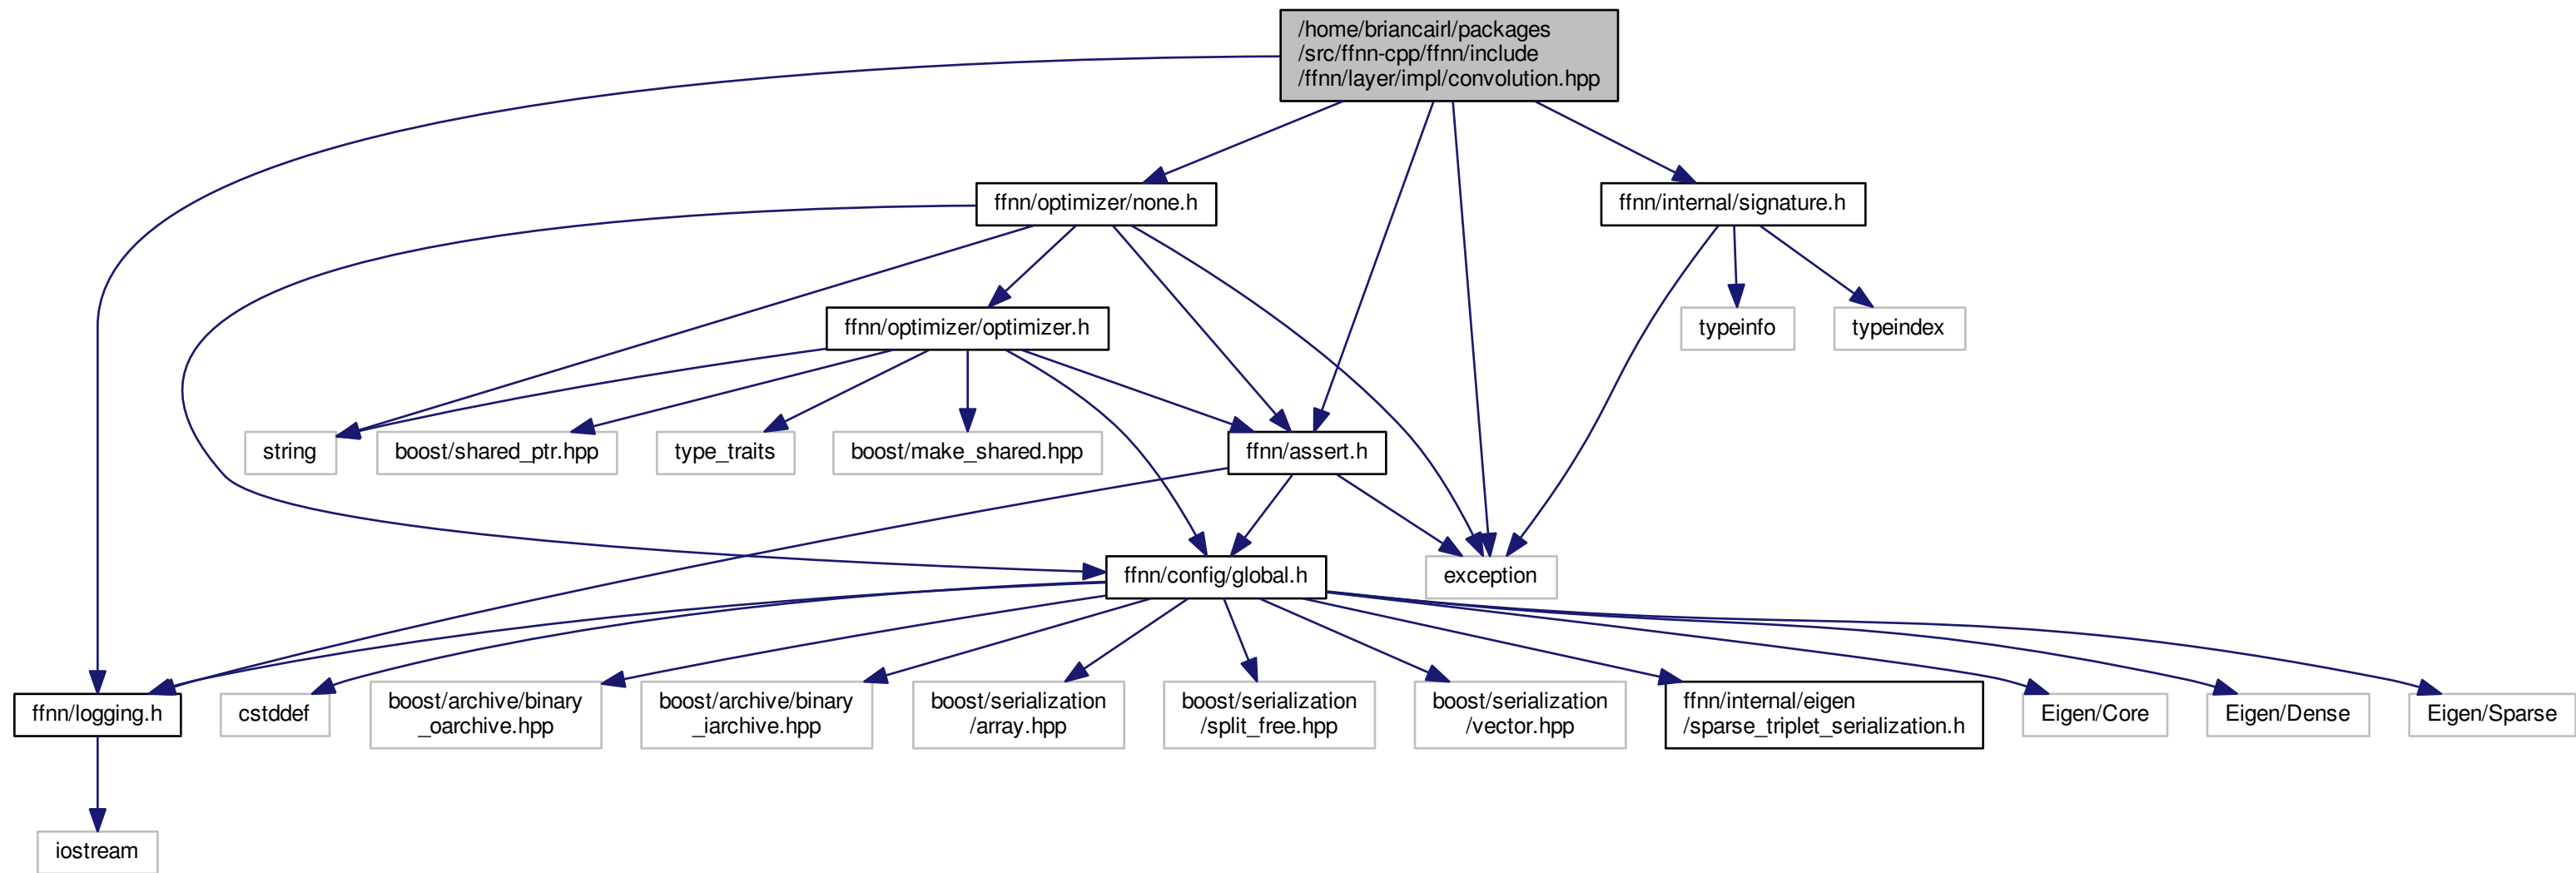 /home/briancairl/packages
/src/ffnn-cpp/ffnn/include
/ffnn/layer/impl/convolution.hpp
ffnn/optimizer/none.h
ffnn/internal/signature.h
ffnn/optimizer/optimizer.h
typeinfo
typeindex
string
boost/shared_ptr.hpp
type_traits
boost/make_shared.hpp
ffnn/assert.h
ffnn/config/global.h
exception
ffnn/logging.h
cstddef
boost/archive/binary
_oarchive.hpp
boost/archive/binary
_iarchive.hpp
boost/serialization
/array.hpp
boost/serialization
/split_free.hpp
boost/serialization
/vector.hpp
ffnn/internal/eigen
/sparse_triplet_serialization.h
Eigen/Core
Eigen/Dense
Eigen/Sparse
iostream